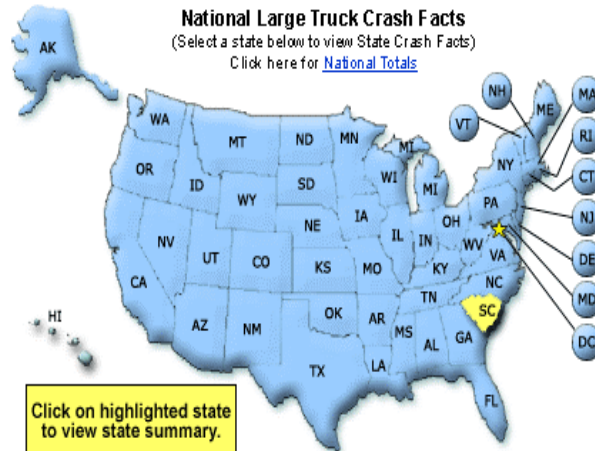 National Large Truck Crash Facts
(Select a state below to view State Crash Facts)
Click here for National Totals
AK
WA
MT
ND
MN
MI
VT
NH
ME
MA
RI
CT
NJ
DE
MD
DC
OR
ID
WY
SD
WI
MI
NY
PA
NE
IA
IL
IN
OH
WV
VA
NV
UT
CO
KS
MO
KY
NC
CA
AZ
NM
OK
AR
TN
SC
MS
AL
GA
TX
LA
FL
HI
Click on highlighted state
to view state summary.